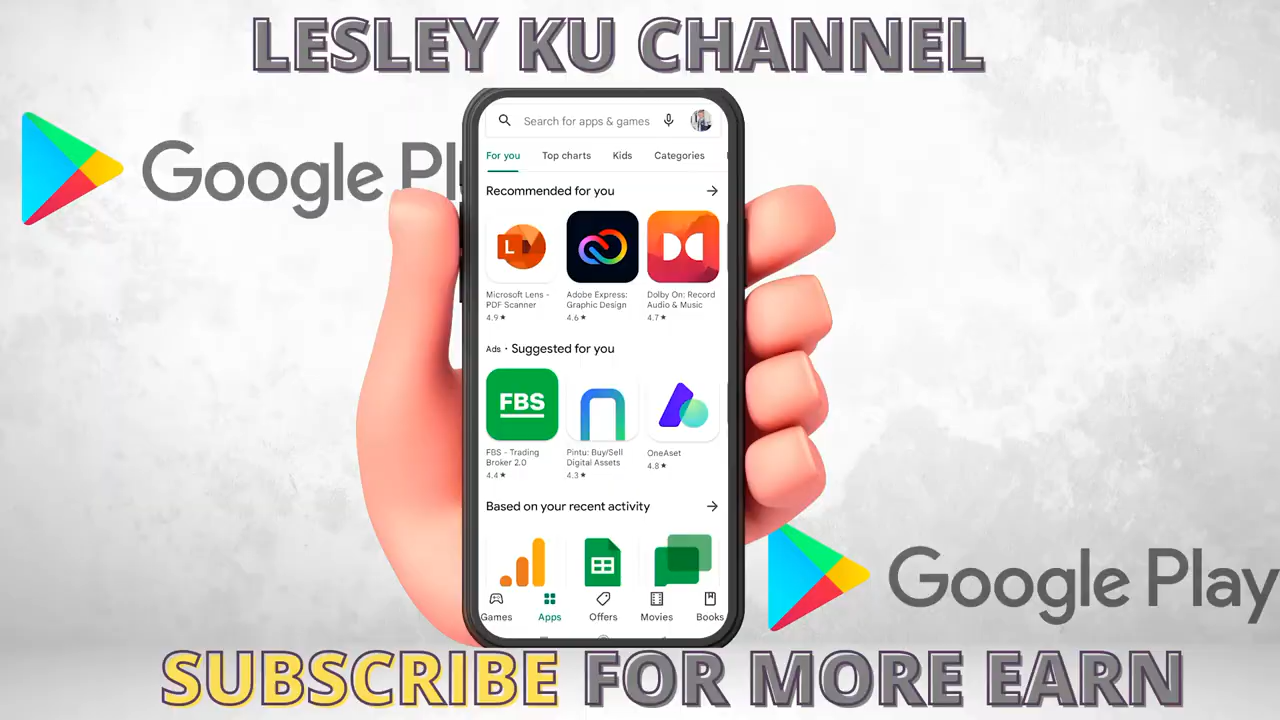 LESLEY KU CHANNEL
Google Pl
Search for apps & games
For you Top charts Kids Categories
Recommended for you
L
Microsoft Lens - PDF Scanner
4.9 ★
Adobe Express: Graphic Design
4.6 ★
Dolby On: Record Audio & Music
4.7 ★
Ads · Suggested for you
FBS
FBS - Trading Broker 2.0
4.4 ★
Pintu: Buy/Sell Digital Assets
4.3 ★
OneAset
4.8 ★
Based on your recent activity
Games Apps Offers Movies Books
Google Play
SUBSCRIBE FOR MORE EARN